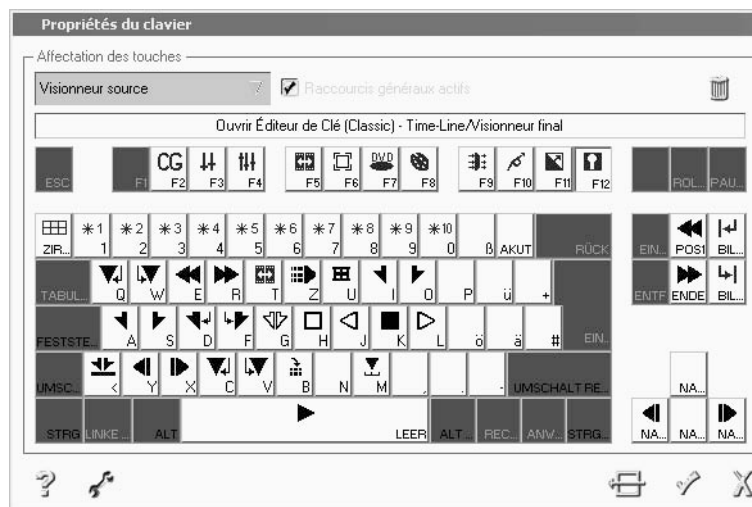 Propriétés du clavier
Affectation des touches
Visionneur source
Raccourcis généraux actifs
Ouvrir Éditeur de Clé (Classic) - Time-Line/Visionneur final
CG DVD
ESC F1 F2 F3 F4 F5 F6 F7 F8 F9 F10 F11 F12 ROL... PAU...
*1 *2 *3 *4 *5 *6 *7 *8 *9 *10
ZIR... 1 2 3 4 5 6 7 8 9 0 ß AKUT RÜCK EIN... POS1 BIL...
TABUL... Q W E R T Z U I O P ü + ENTF ENDE BIL...
FESTSTE... A S D F G H J K L ö ä # EIN...
UMSC... < Y X C V B N M , . - UMSCHALT RE... NA...
STRG LINKE ... ALT LEER ALT ... REC... ANW... STRG... NA... NA... NA...